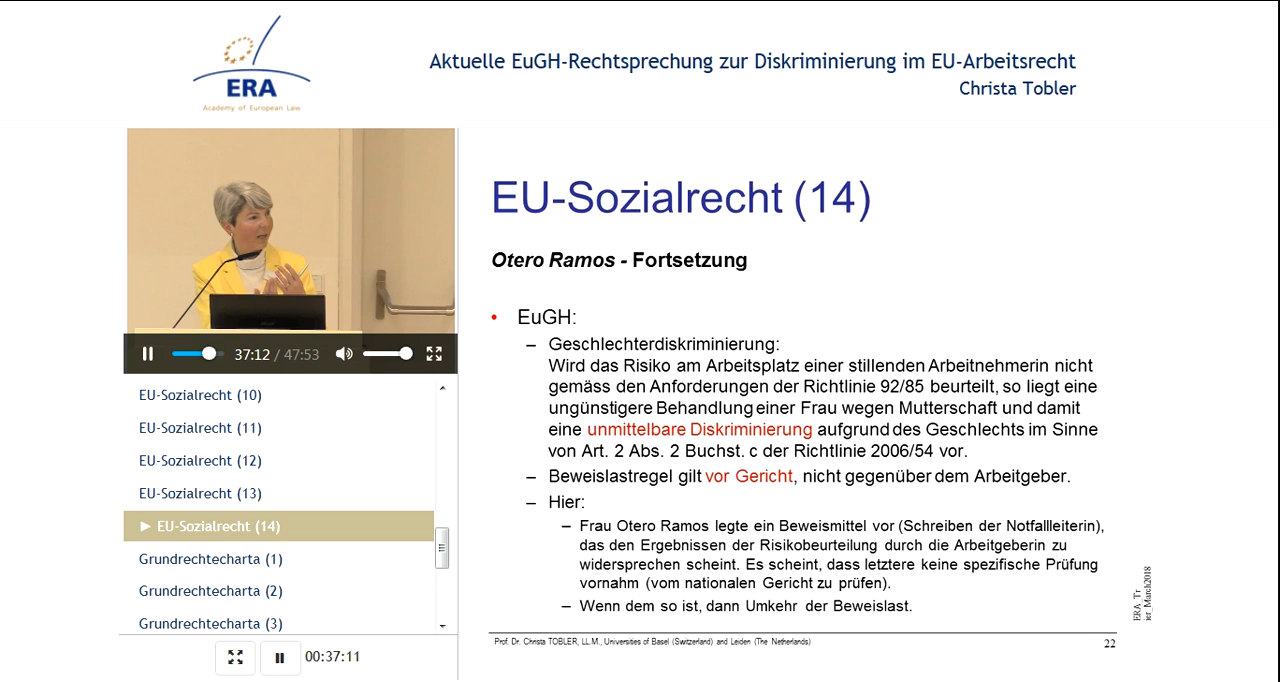 ERA
Academy of European Law
Aktuelle EuGH-Rechtsprechung zur Diskriminierung im EU-Arbeitsrecht
Christa Tobler
37:12 / 47:53
EU-Sozialrecht (10)
EU-Sozialrecht (11)
EU-Sozialrecht (12)
EU-Sozialrecht (13)
► EU-Sozialrecht (14)
Grundrechtecharta (1)
Grundrechtecharta (2)
Grundrechtecharta (3)
00:37:11
EU-Sozialrecht (14)
Otero Ramos - Fortsetzung
• EuGH:
– Geschlechterdiskriminierung:
Wird das Risiko am Arbeitsplatz einer stillenden Arbeitnehmerin nicht
gemäss den Anforderungen der Richtlinie 92/85 beurteilt, so liegt eine
ungünstigere Behandlung einer Frau wegen Mutterschaft und damit
eine unmittelbare Diskriminierung aufgrund des Geschlechts im Sinne
von Art. 2 Abs. 2 Buchst. c der Richtlinie 2006/54 vor.
– Beweislastregel gilt vor Gericht, nicht gegenüber dem Arbeitgeber.
– Hier:
– Frau Otero Ramos legte ein Beweismittel vor (Schreiben der Notfallleiterin),
das den Ergebnissen der Risikobeurteilung durch die Arbeitgeberin zu
widersprechen scheint. Es scheint, dass letztere keine spezifische Prüfung
vornahm (vom nationalen Gericht zu prüfen).
– Wenn dem so ist, dann Umkehr der Beweislast.
ERA_Tr
ier_March2018
Prof. Dr. Christa TOBLER, LL.M., Universities of Basel (Switzerland) and Leiden (The Netherlands)
22